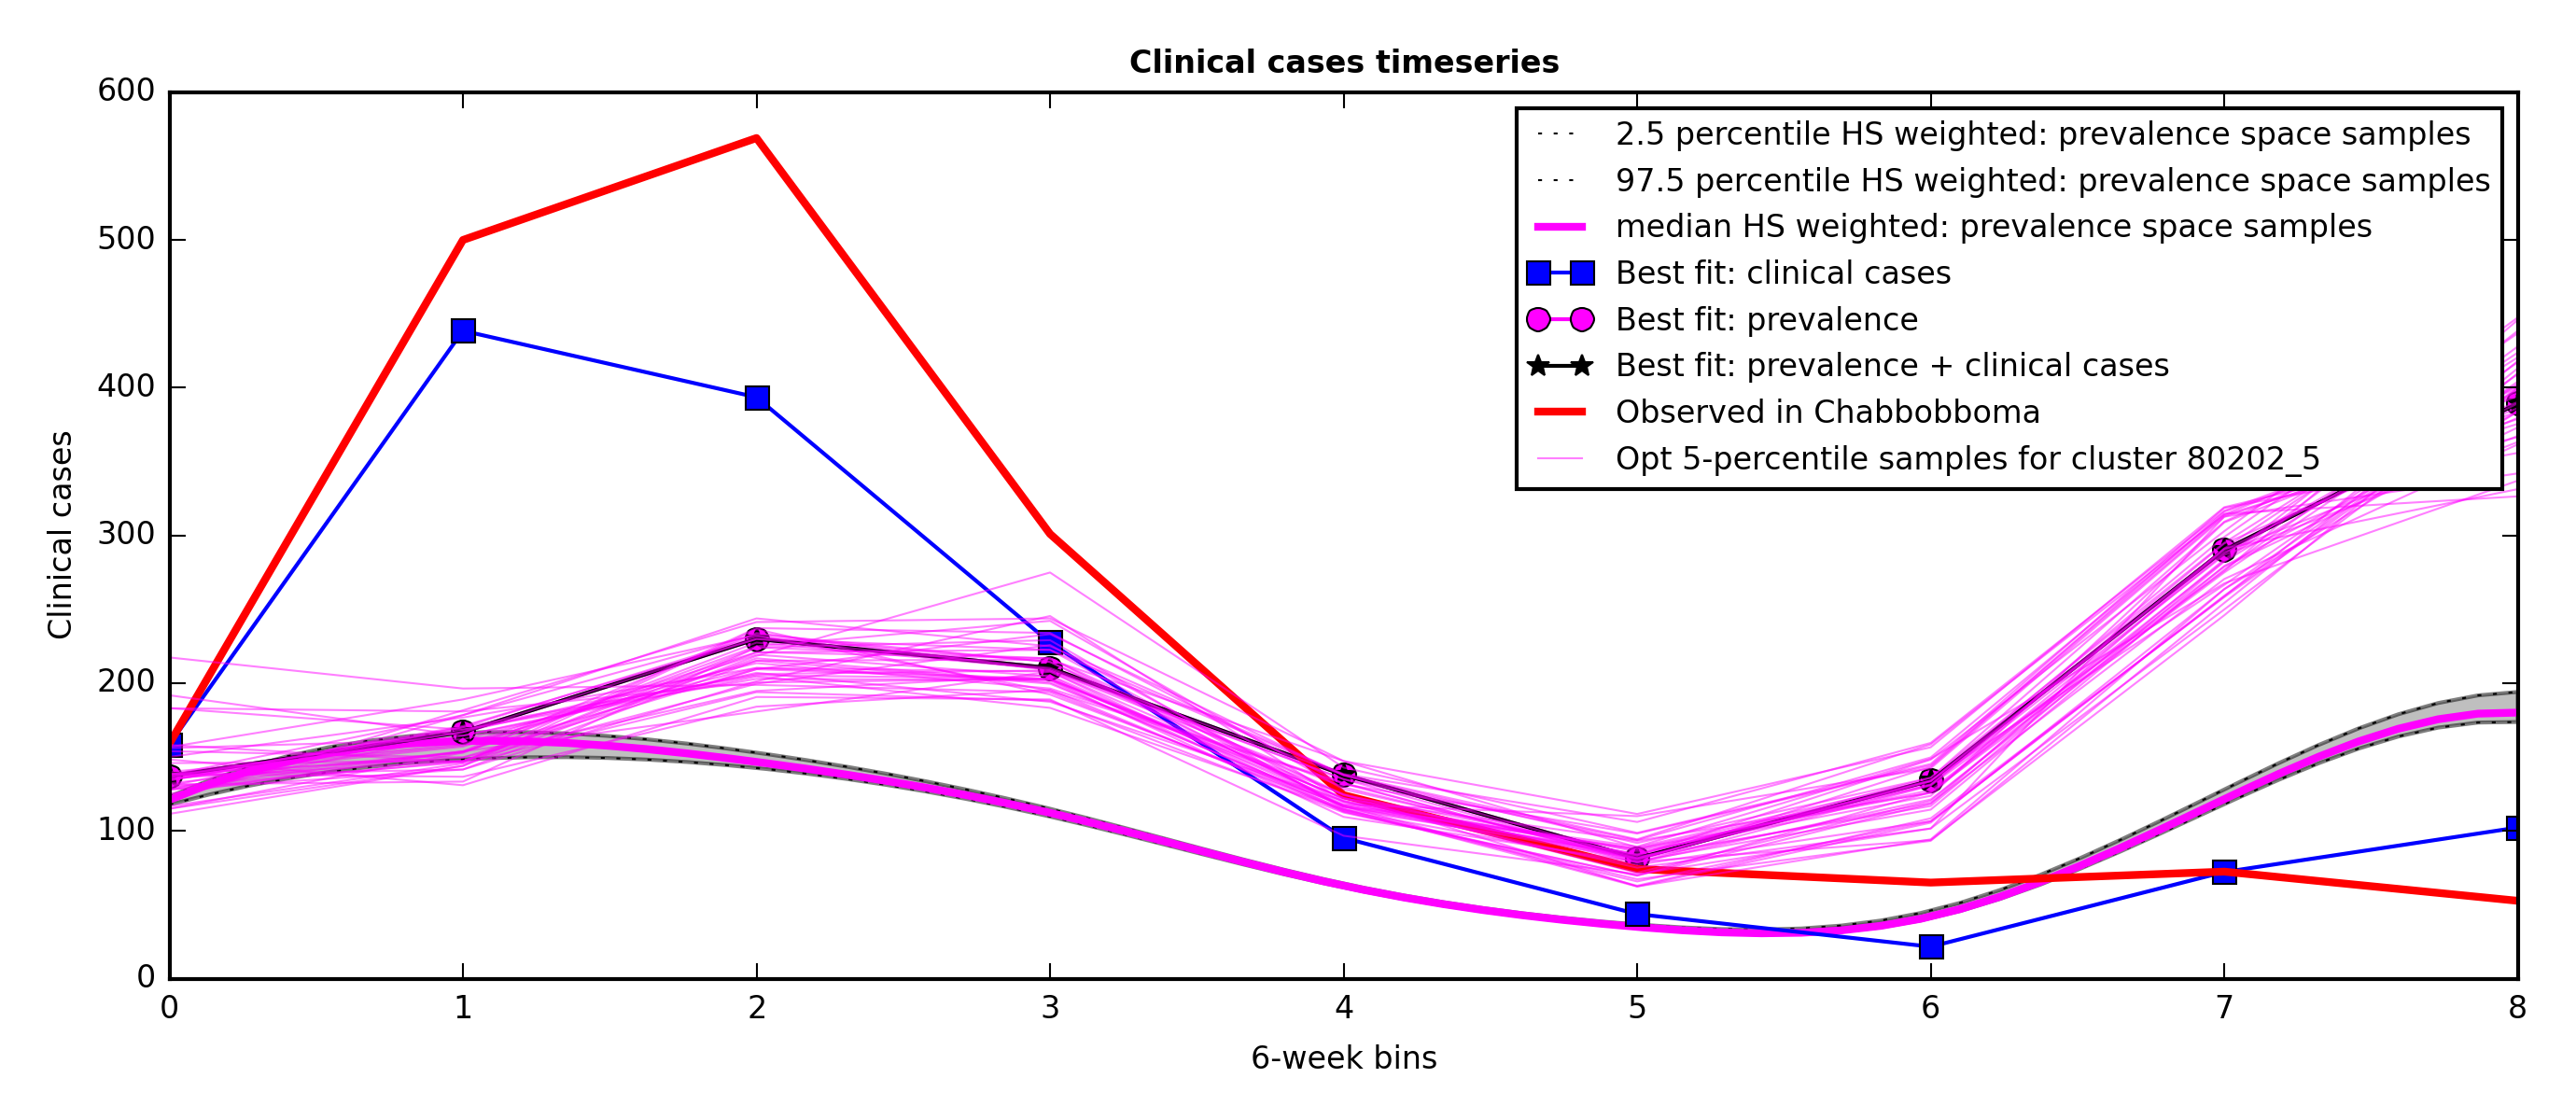 Clinical cases timeseries
600
500
400
300
200
100
0
Clinical cases
2.5 percentile HS weighted: prevalence space samples
97.5 percentile HS weighted: prevalence space samples
median HS weighted: prevalence space samples
Best fit: clinical cases
Best fit: prevalence
Best fit: prevalence + clinical cases
Observed in Chabbobboma
Opt 5-percentile samples for cluster 80202_5
0 1 2 3 4 5 6 7 8
6-week bins